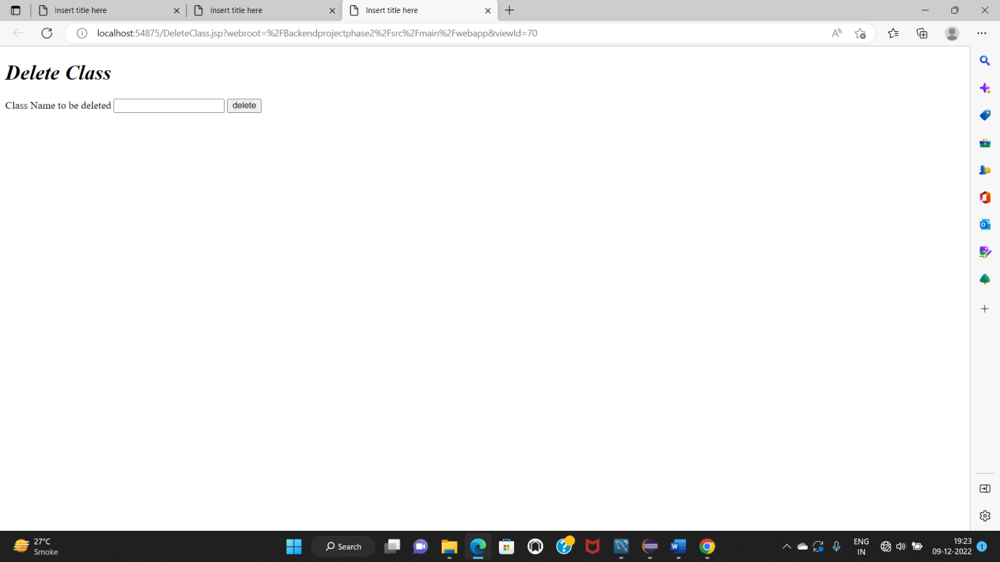 Insert title here
Insert title here
Insert title here
localhost:54875/DeleteClass.jsp?webroot=%2FBackendprojectphase2%2Fsrc%2Fmain%2Fwebapp&viewId=70
Delete Class
Class Name to be deleted delete
27°C
Smoke
Search
ENG
IN
19:23
09-12-2022
1